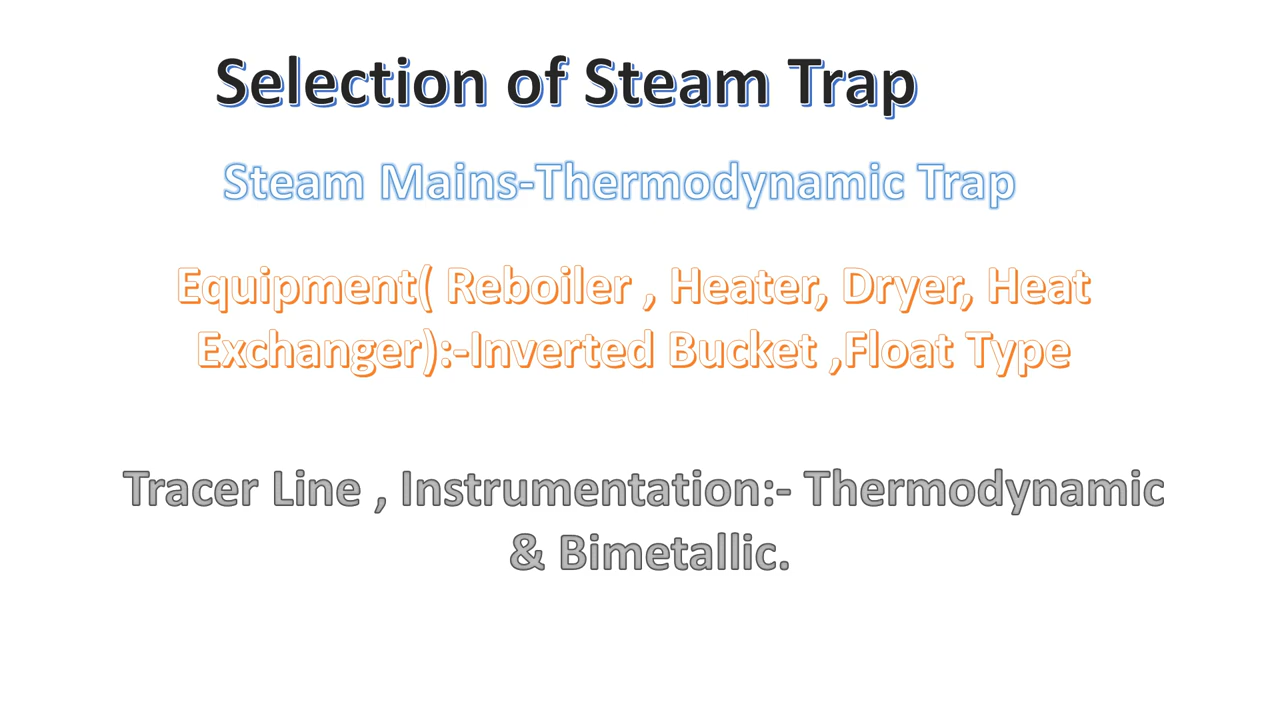 Selection of Steam Trap
Steam Mains-Thermodynamic Trap
Equipment( Reboiler , Heater, Dryer, Heat
Exchanger):-Inverted Bucket ,Float Type
Tracer Line , Instrumentation:- Thermodynamic
& Bimetallic.